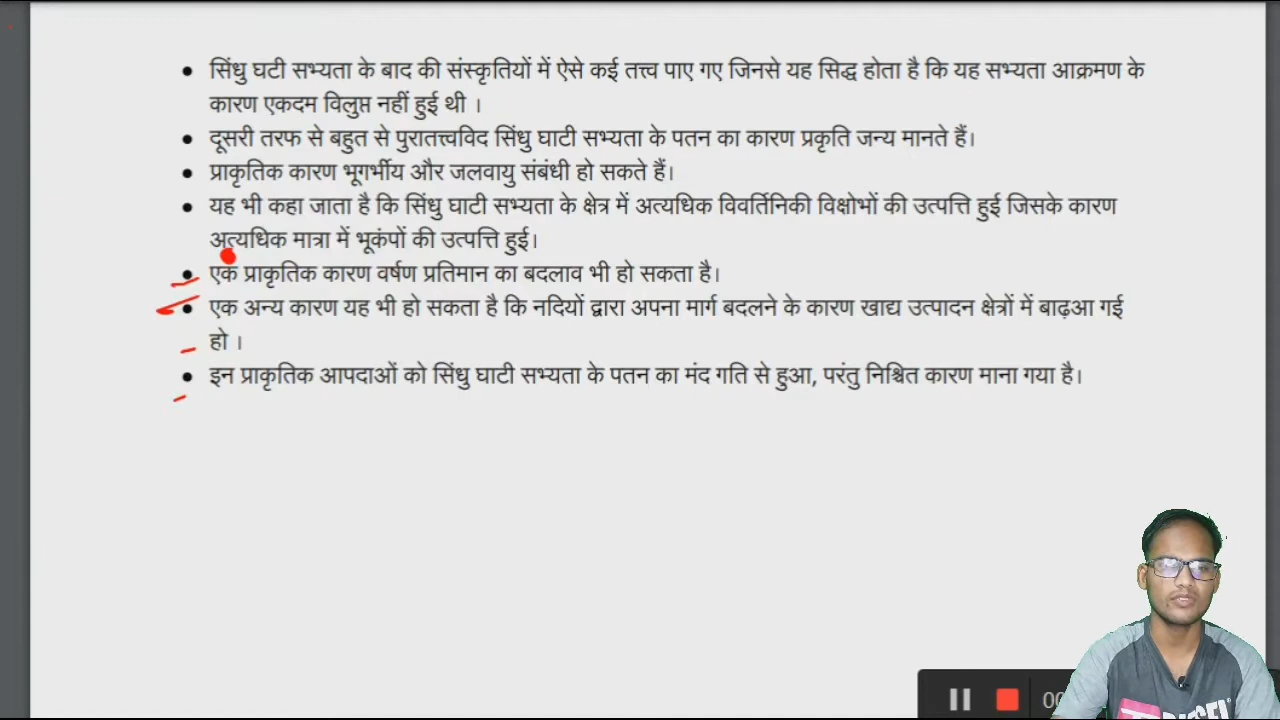 सिंधु घटी सभ्यता के बाद की संस्कृतियों में ऐसे कई तत्त्व पाए गए जिनसे यह सिद्ध होता है कि यह सभ्यता आक्रमण के
कारण एकदम विलुप्त नहीं हुई थी ।
दूसरी तरफ से बहुत से पुरातत्त्वविद सिंधु घाटी सभ्यता के पतन का कारण प्रकृति जन्य मानते हैं।
प्राकृतिक कारण भूगर्भीय और जलवायु संबंधी हो सकते हैं।
यह भी कहा जाता है कि सिंधु घाटी सभ्यता के क्षेत्र में अत्यधिक विवर्तिनिकी विक्षोभों की उत्पत्ति हुई जिसके कारण
अत्यधिक मात्रा में भूकंपों की उत्पत्ति हुई।
एक प्राकृतिक कारण वर्षण प्रतिमान का बदलाव भी हो सकता है।
एक अन्य कारण यह भी हो सकता है कि नदियों द्वारा अपना मार्ग बदलने के कारण खाद्य उत्पादन क्षेत्रों में बाढ़आ गई
हो ।
इन प्राकृतिक आपदाओं को सिंधु घाटी सभ्यता के पतन का मंद गति से हुआ, परंतु निश्चित कारण माना गया है।